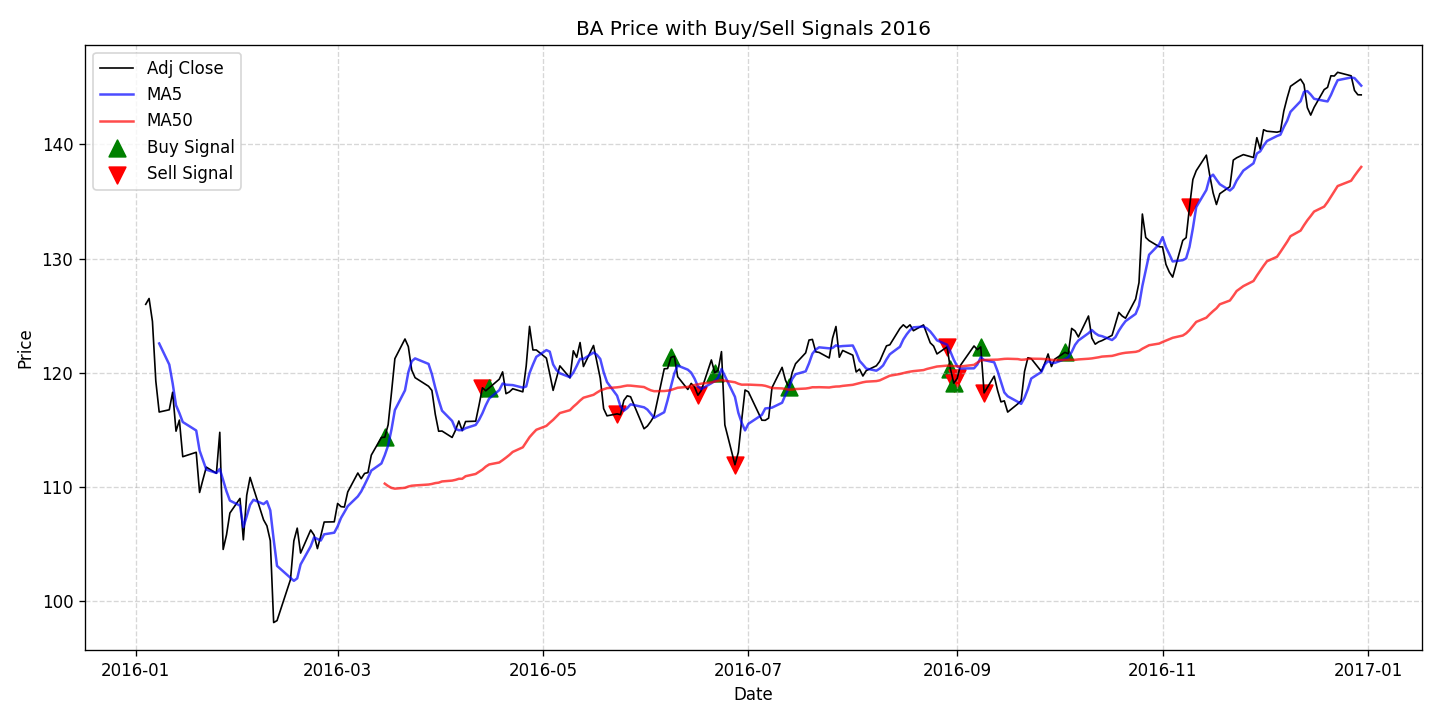 BA Price with Buy/Sell Signals 2016
Adj Close
MA5
MA50
Buy Signal
Sell Signal
Price
140
130
120
110
100
2016-01
2016-03
2016-05
2016-07
2016-09
2016-11
2017-01
Date